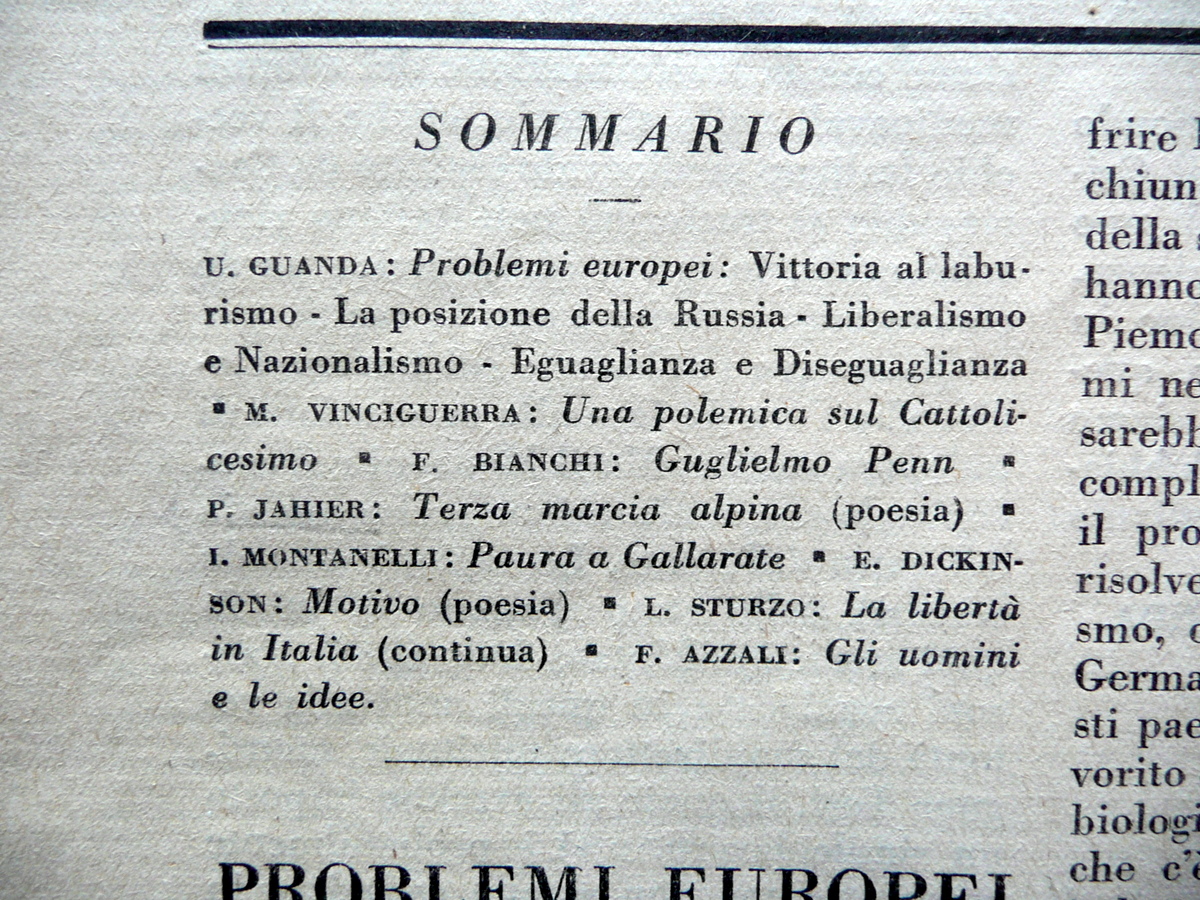 SOMMARIO
U. GUANDA: Problemi europei: Vittoria al labu-
rismo - La posizione della Russia - Liberalismo
e Nazionalismo - Eguaglianza e Diseguaglianza
▪ M. VINCIGUERRA: Una polemica sul Cattoli-
cesimo ▪ F. BIANCHI: Guglielmo Penn ▪
P. JAHIER: Terza marcia alpina (poesia) ▪
I. MONTANELLI: Paura a Gallarate ▪ E. DICKIN-
SON: Motivo (poesia) ▪ L. STURZO: La libertà
in Italia (continua) ▪ F. AZZALI: Gli uomini
e le idee.
PROBLEMI EUROPEI
frire
chiun
della
hanno
Piemo
mi ne
sarebb
compl
il pro
risolve
smo,
Germa
sti pae
vorito
biologi
che c'è